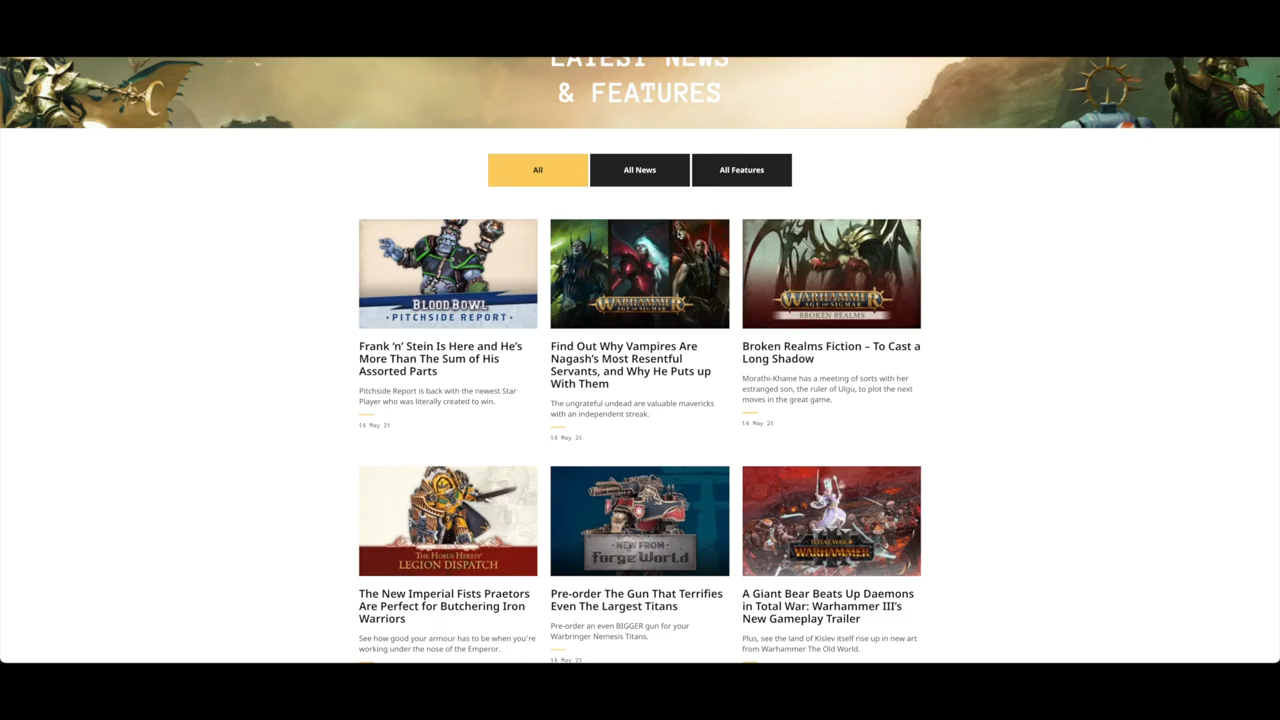 LATEST NEWS
& FEATURES
All
All News
All Features
BLOOD BOWL
• PITCHSIDE REPORT •
Frank ‘n’ Stein Is Here and He’s
More Than The Sum of His
Assorted Parts
Pitchside Report is back with the newest Star
Player who was literally created to win.
14 May 21
WARHAMMER
AGE OF SIGMAR
Find Out Why Vampires Are
Nagash’s Most Resentful
Servants, and Why He Puts up
With Them
The ungrateful undead are valuable mavericks
with an independent streak.
14 May 21
WARHAMMER
AGE OF SIGMAR
BROKEN REALMS
Broken Realms Fiction – To Cast a
Long Shadow
Morathi-Khaine has a meeting of sorts with her
estranged son, the ruler of Ulgu, to plot the next
moves in the great game.
14 May 21
THE HORUS HERESY
LEGION DISPATCH
The New Imperial Fists Praetors
Are Perfect for Butchering Iron
Warriors
See how good your armour has to be when you’re
working under the nose of the Emperor.
• NEW FROM •
Forge World
Pre-order The Gun That Terrifies
Even The Largest Titans
Pre-order an even BIGGER gun for your
Warbringer Nemesis Titans.
14 May 21
TOTAL WAR
WARHAMMER
A Giant Bear Beats Up Daemons
in Total War: Warhammer III’s
New Gameplay Trailer
Plus, see the land of Kislev itself rise up in new art
from Warhammer The Old World.